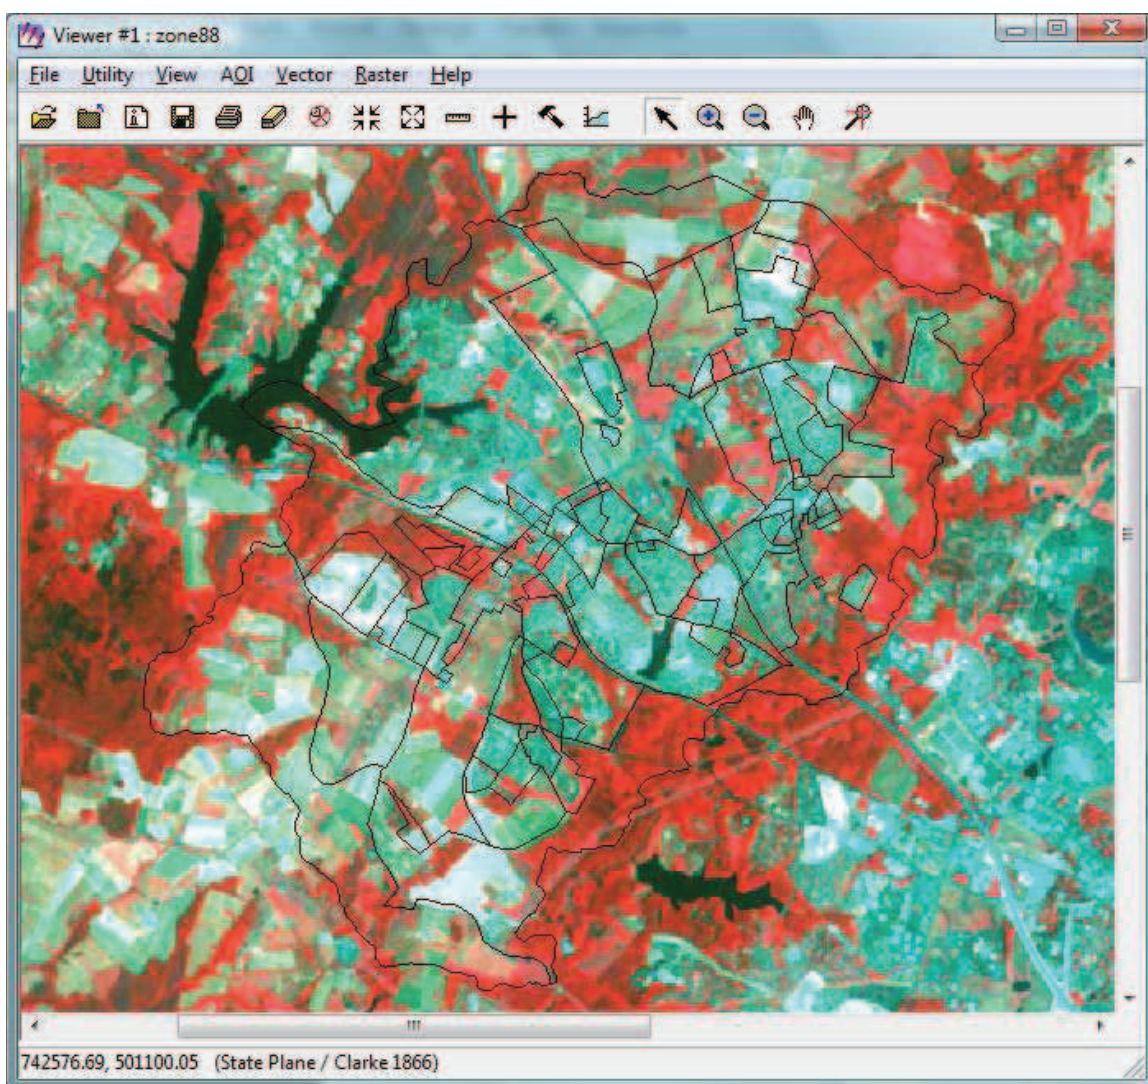 Viewer #1 : zone88
File Utility View AOI Vector Raster Help
742576.69, 501100.05 (State Plane / Clarke 1866)